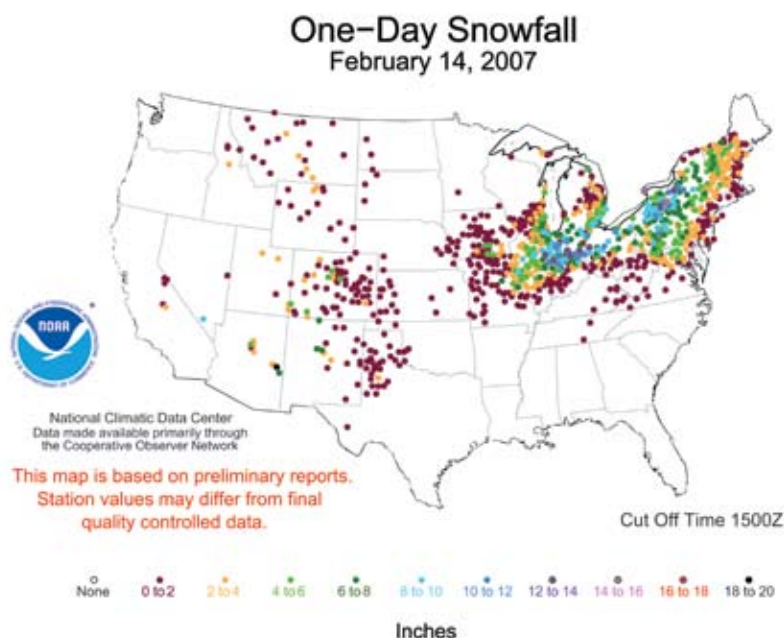 One-Day Snowfall
February 14, 2007
NOAA
National Climatic Data Center
Data made available primarily through
the Cooperative Observer Network
This map is based on preliminary reports.
Station values may differ from final
quality controlled data.
Cut Off Time 1500Z
None 0 to 2 2 to 4 4 to 6 6 to 8 8 to 10 10 to 12 12 to 14 14 to 16 16 to 18 18 to 20
Inches